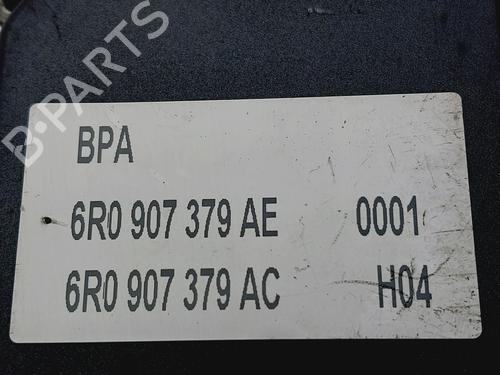 B-PARTS
BPA
6R0 907 379 AE 0001
6R0 907 379 AC H04